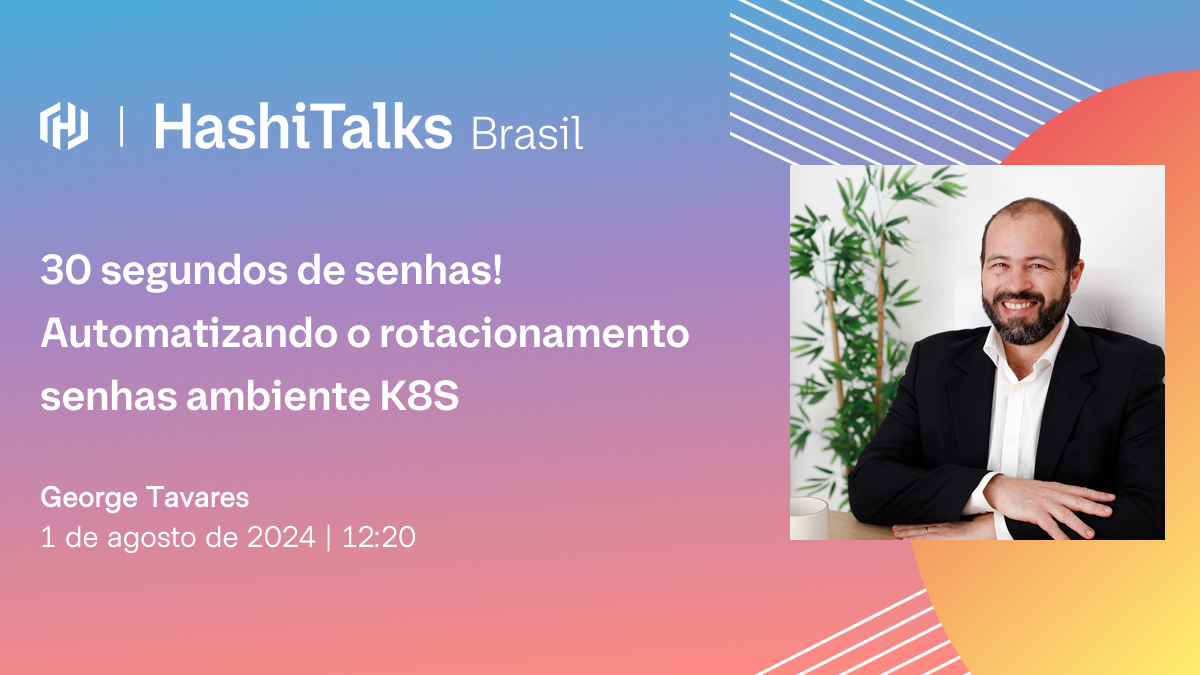 HashiTalks Brasil
30 segundos de senhas!
Automatizando o rotacionamento
senhas ambiente K8S
George Tavares
1 de agosto de 2024 | 12:20